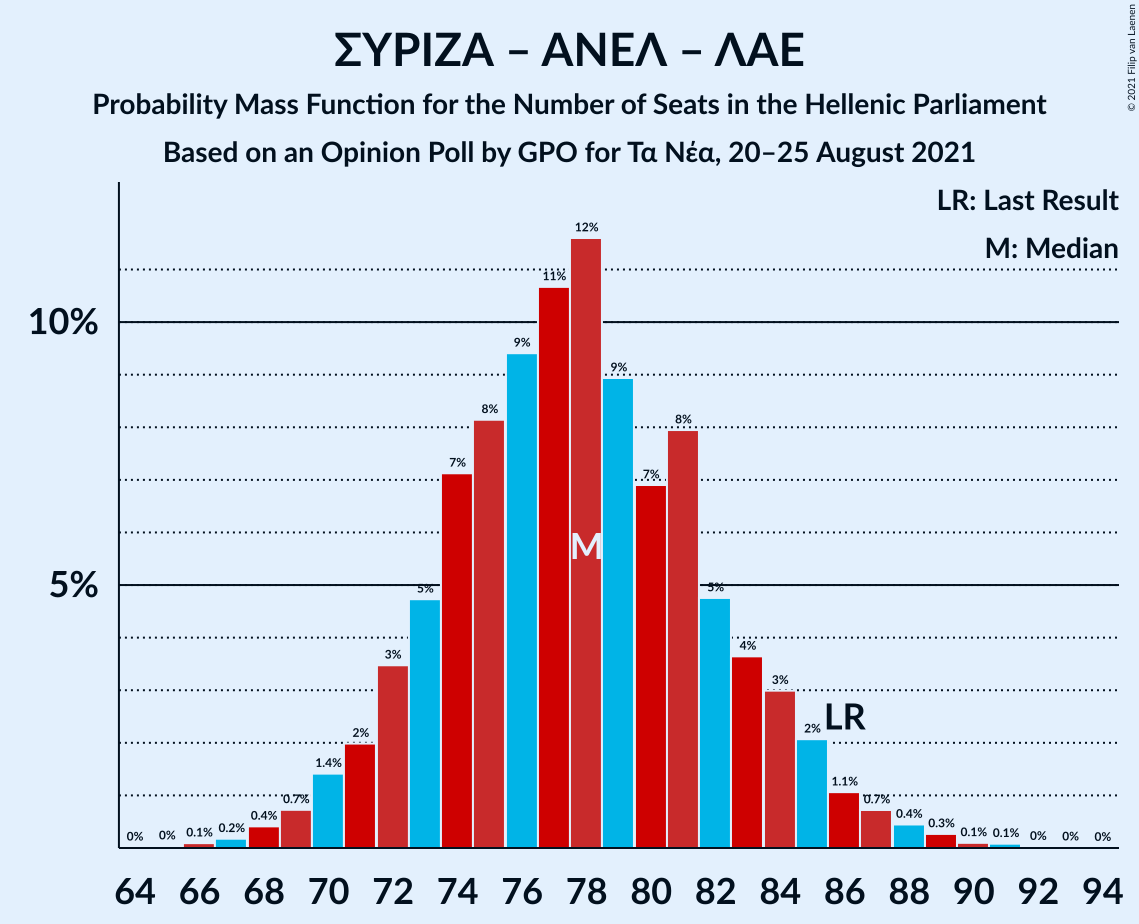 ΣΥΡΙΖΑ – ΑΝΕΛ – ΛΑΕ
Probability Mass Function for the Number of Seats in the Hellenic Parliament
Based on an Opinion Poll by GPO for Τα Νέα, 20–25 August 2021
© 2021 Filip van Laenen
LR: Last Result
M: Median
10%
5%
0% 0% 0.1% 0.2% 0.4% 0.7% 1.4% 2% 3% 5% 7% 8% 9% 11% 12% 9% 7% 8% 5% 4% 3% 2% 1.1% 0.7% 0.4% 0.3% 0.1% 0.1% 0% 0% 0%
M
LR
64 66 68 70 72 74 76 78 80 82 84 86 88 90 92 94